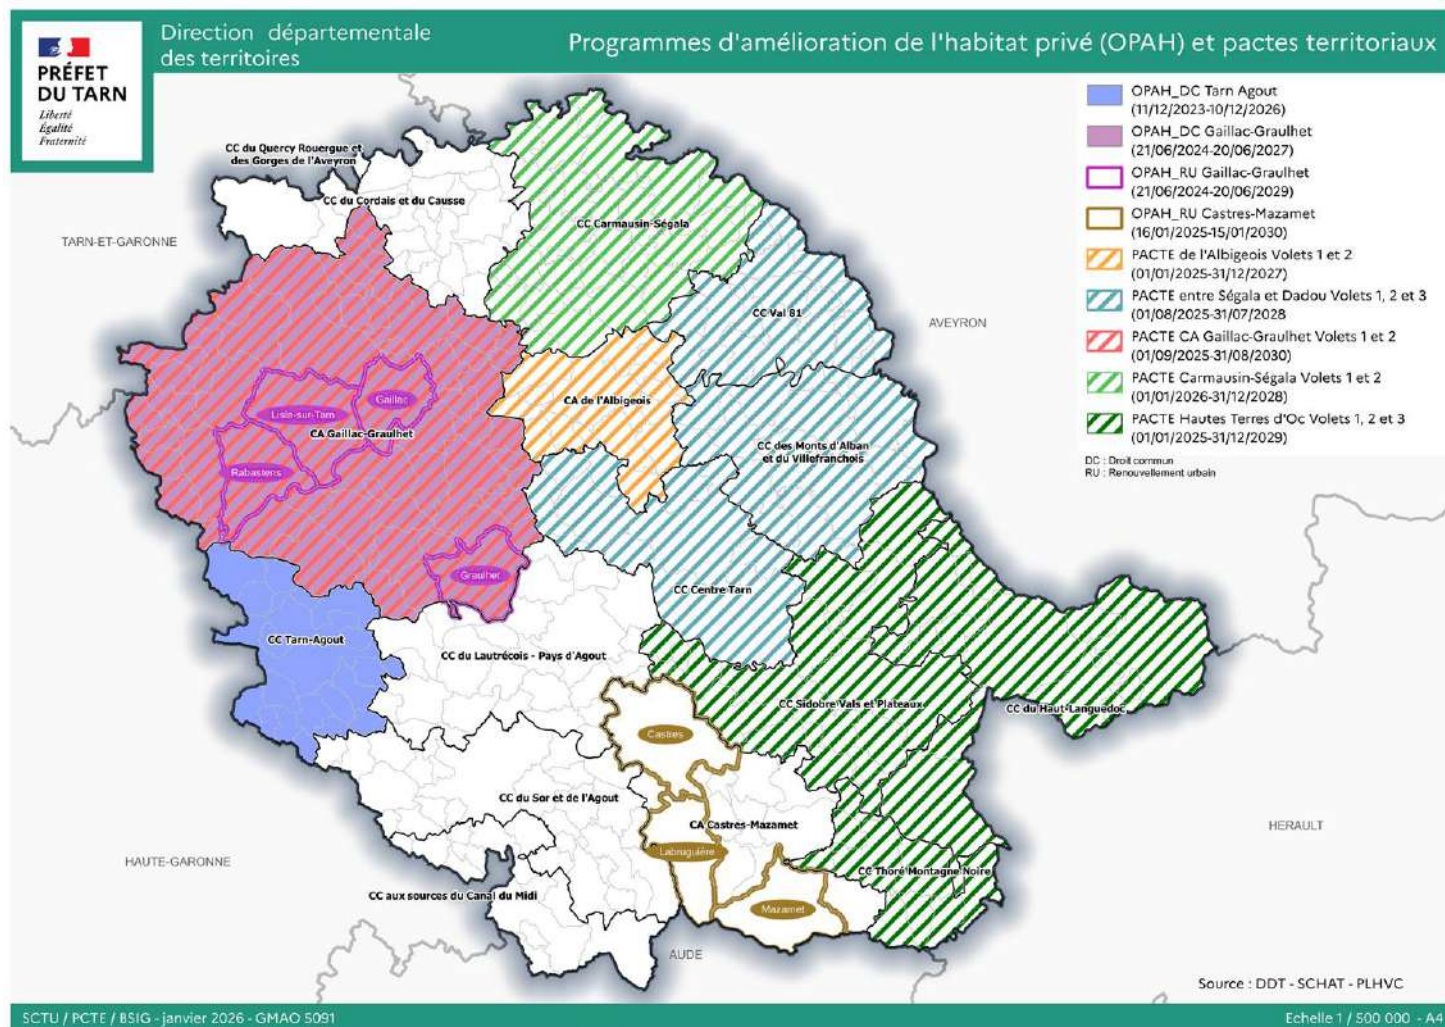 PRÉFET
DU TARN
Liberté
Égalité
Fraternité
Direction départementale
des territoires
Programmes d'amélioration de l'habitat privé (OPAH) et pactes territoriaux
OPAH_DC Tarn Agout
(11/12/2023-10/12/2026)
OPAH_DC Gaillac-Graulhet
(21/06/2024-20/06/2027)
OPAH_RU Gaillac-Graulhet
(21/06/2024-20/06/2029)
OPAH_RU Castres-Mazamet
(16/01/2025-15/01/2030)
PACTE de l'Albigeois Volets 1 et 2
(01/01/2025-31/12/2027)
PACTE entre Ségala et Dadou Volets 1, 2 et 3
(01/08/2025-31/07/2028
PACTE CA Gaillac-Graulhet Volets 1 et 2
(01/09/2025-31/08/2030)
PACTE Carmausin-Ségala Volets 1 et 2
(01/01/2026-31/12/2028)
PACTE Hautes Terres d'Oc Volets 1, 2 et 3
(01/01/2025-31/12/2029)
DC : Droit commun
RU : Renouvellement urbain
CC du Quercy Rouergue et
des Gorges de l'Aveyron
CC du Cordais et du Causse
CC Carmausin-Ségala
TARN-ET-GARONNE
CC Val 81
AVEYRON
CA de l'Albigeois
Gaillac
Lisle-sur-Tarn
CA Gaillac-Graulhet
CC des Monts d'Alban
et du Villefranchois
Rabastens
Graulhet
CC Centre Tarn
CC Tarn-Agout
CC du Lautrécois - Pays d'Agout
CC Sidobre Vals et Plateaux
CC du Haut-Languedoc
Castres
CC du Sor et de l'Agout
CA Castres-Mazamet
HERAULT
Labruguière
HAUTE-GARONNE
CC Thoré Montagne Noire
CC aux sources du Canal du Midi
Mazamet
AUDE
Source : DDT - SCHAT - PLHVC
SCTU / PCTE / BSIG - janvier 2026 - GMAO 5091
Echelle 1 / 500 000 - A4